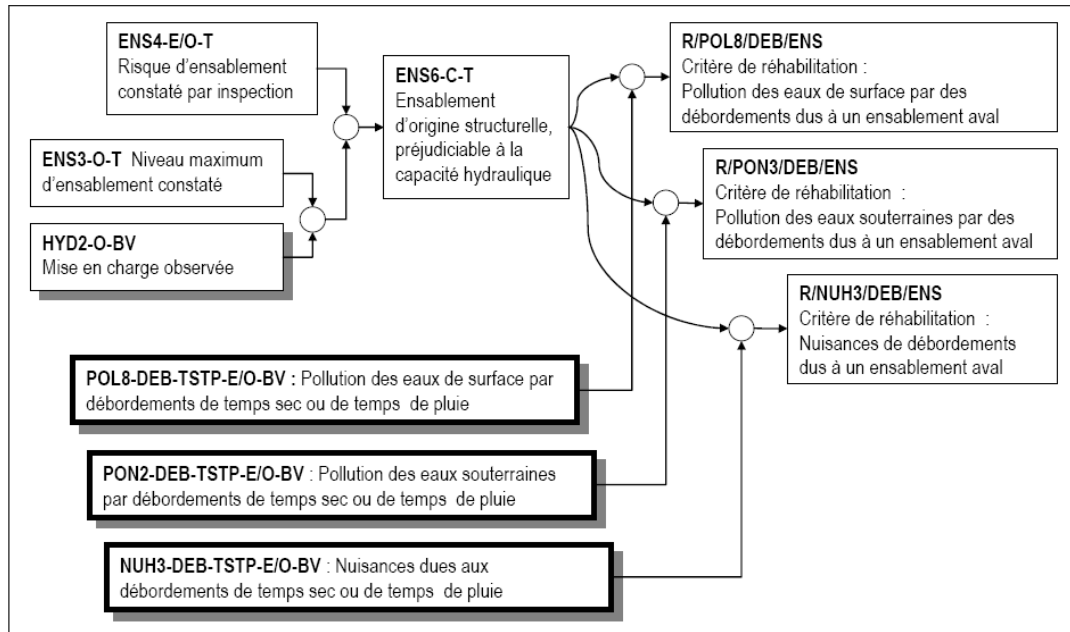 ENS4-E/O-T
Risque d'ensablement
constaté par inspection
ENS3-O-T Niveau maximum
d'ensablement constaté
HYD2-O-BV
Mise en charge observée
ENS6-C-T
Ensablement
d'origine structurelle,
préjudiciable à la
capacité hydraulique
R/POL8/DEB/ENS
Critère de réhabilitation :
Pollution des eaux de surface par des
débordements dus à un ensablement aval
R/PON3/DEB/ENS
Critère de réhabilitation :
Pollution des eaux souterraines par des
débordements dus à un ensablement aval
R/NUH3/DEB/ENS
Critère de réhabilitation :
Nuisances de débordements
dus à un ensablement aval
POL8-DEB-TSTP-E/O-BV : Pollution des eaux de surface par
débordements de temps sec ou de temps de pluie
PON2-DEB-TSTP-E/O-BV : Pollution des eaux souterraines
par débordements de temps sec ou de temps de pluie
NUH3-DEB-TSTP-E/O-BV : Nuisances dues aux
débordements de temps sec ou de temps de pluie